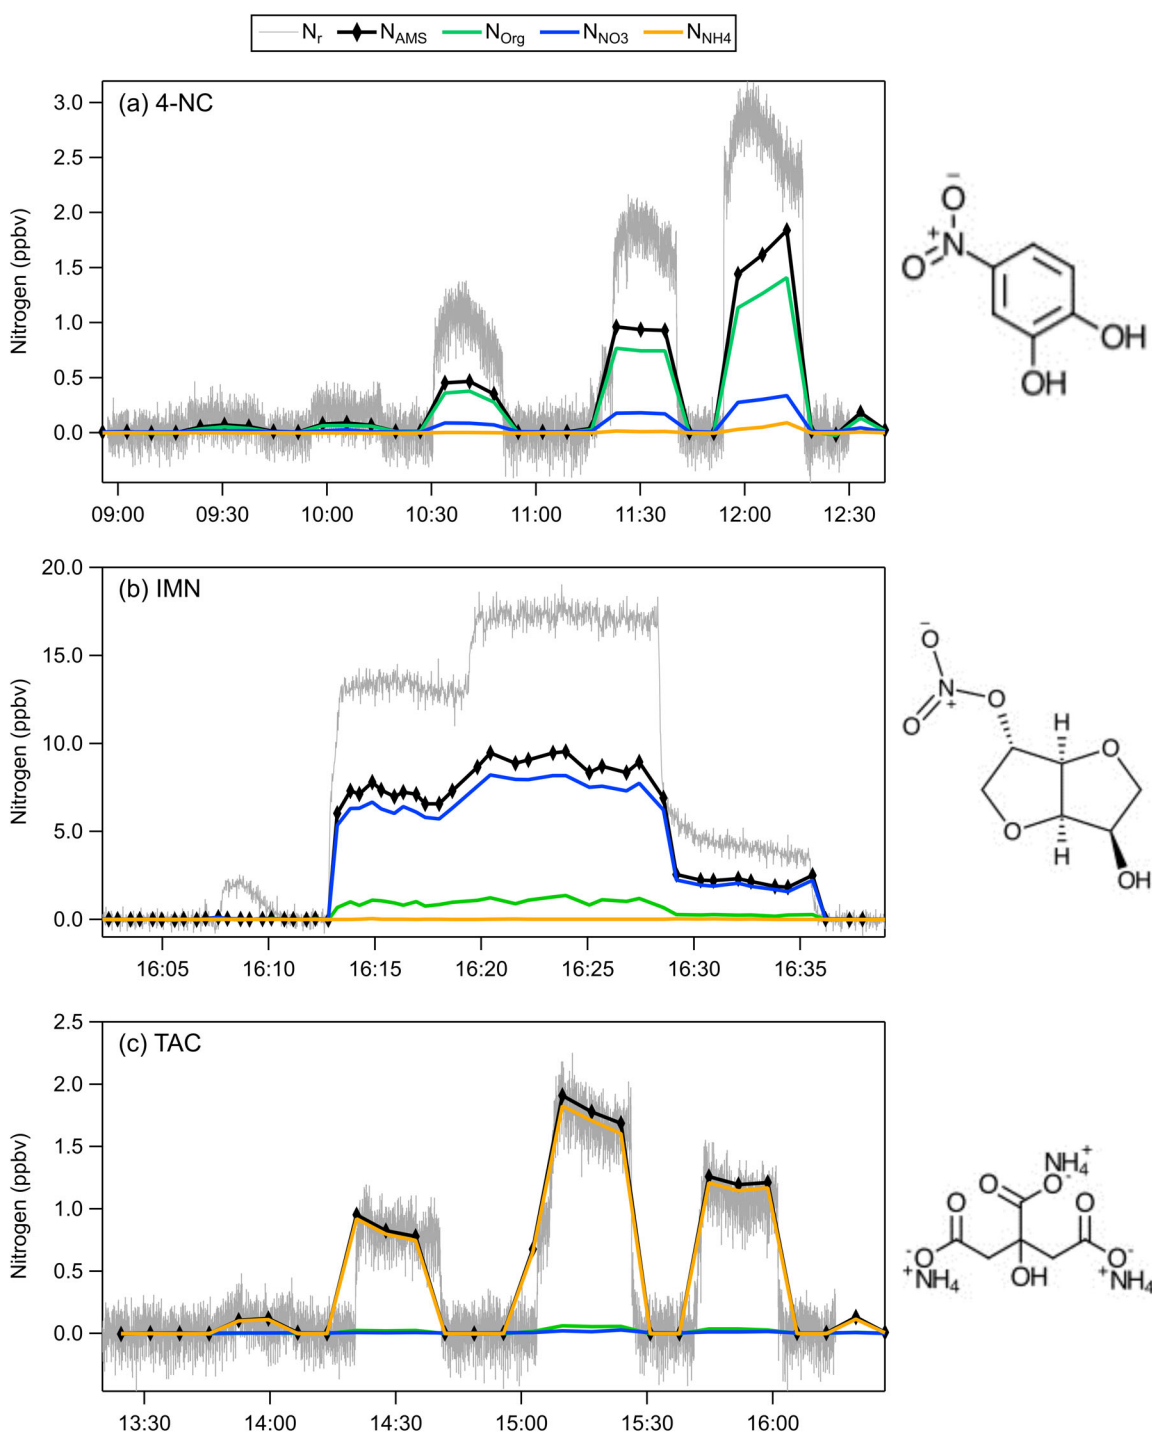 N_r N_AMS N_Org N_NO3 N_NH4
(a) 4-NC
Nitrogen (ppbv)
3.0
2.5
2.0
1.5
1.0
0.5
0.0
09:00 09:30 10:00 10:30 11:00 11:30 12:00 12:30
O⁻
N⁺
O
OH
OH
(b) IMN
Nitrogen (ppbv)
20.0
15.0
10.0
5.0
0.0
16:05 16:10 16:15 16:20 16:25 16:30 16:35
O⁻
N⁺
O
O
H
O
O
H
OH
(c) TAC
Nitrogen (ppbv)
2.5
2.0
1.5
1.0
0.5
0.0
13:30 14:00 14:30 15:00 15:30 16:00
NH₄⁺
O
O
O⁻
O
⁻O
O⁻
⁺NH₄
OH
⁺NH₄